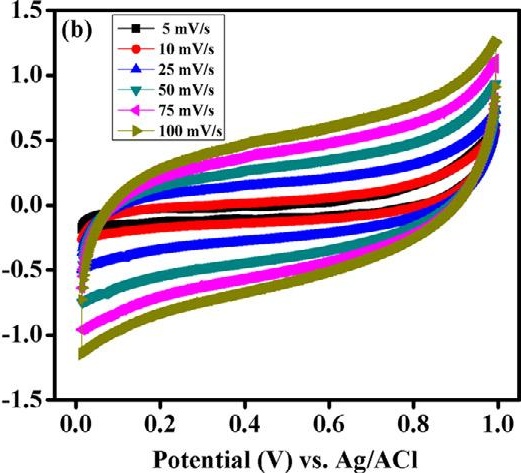 (b)
5 mV/s
10 mV/s
25 mV/s
50 mV/s
75 mV/s
100 mV/s
1.5
1.0
0.5
0.0
-0.5
-1.0
-1.5
0.0 0.2 0.4 0.6 0.8 1.0
Potential (V) vs. Ag/ACl